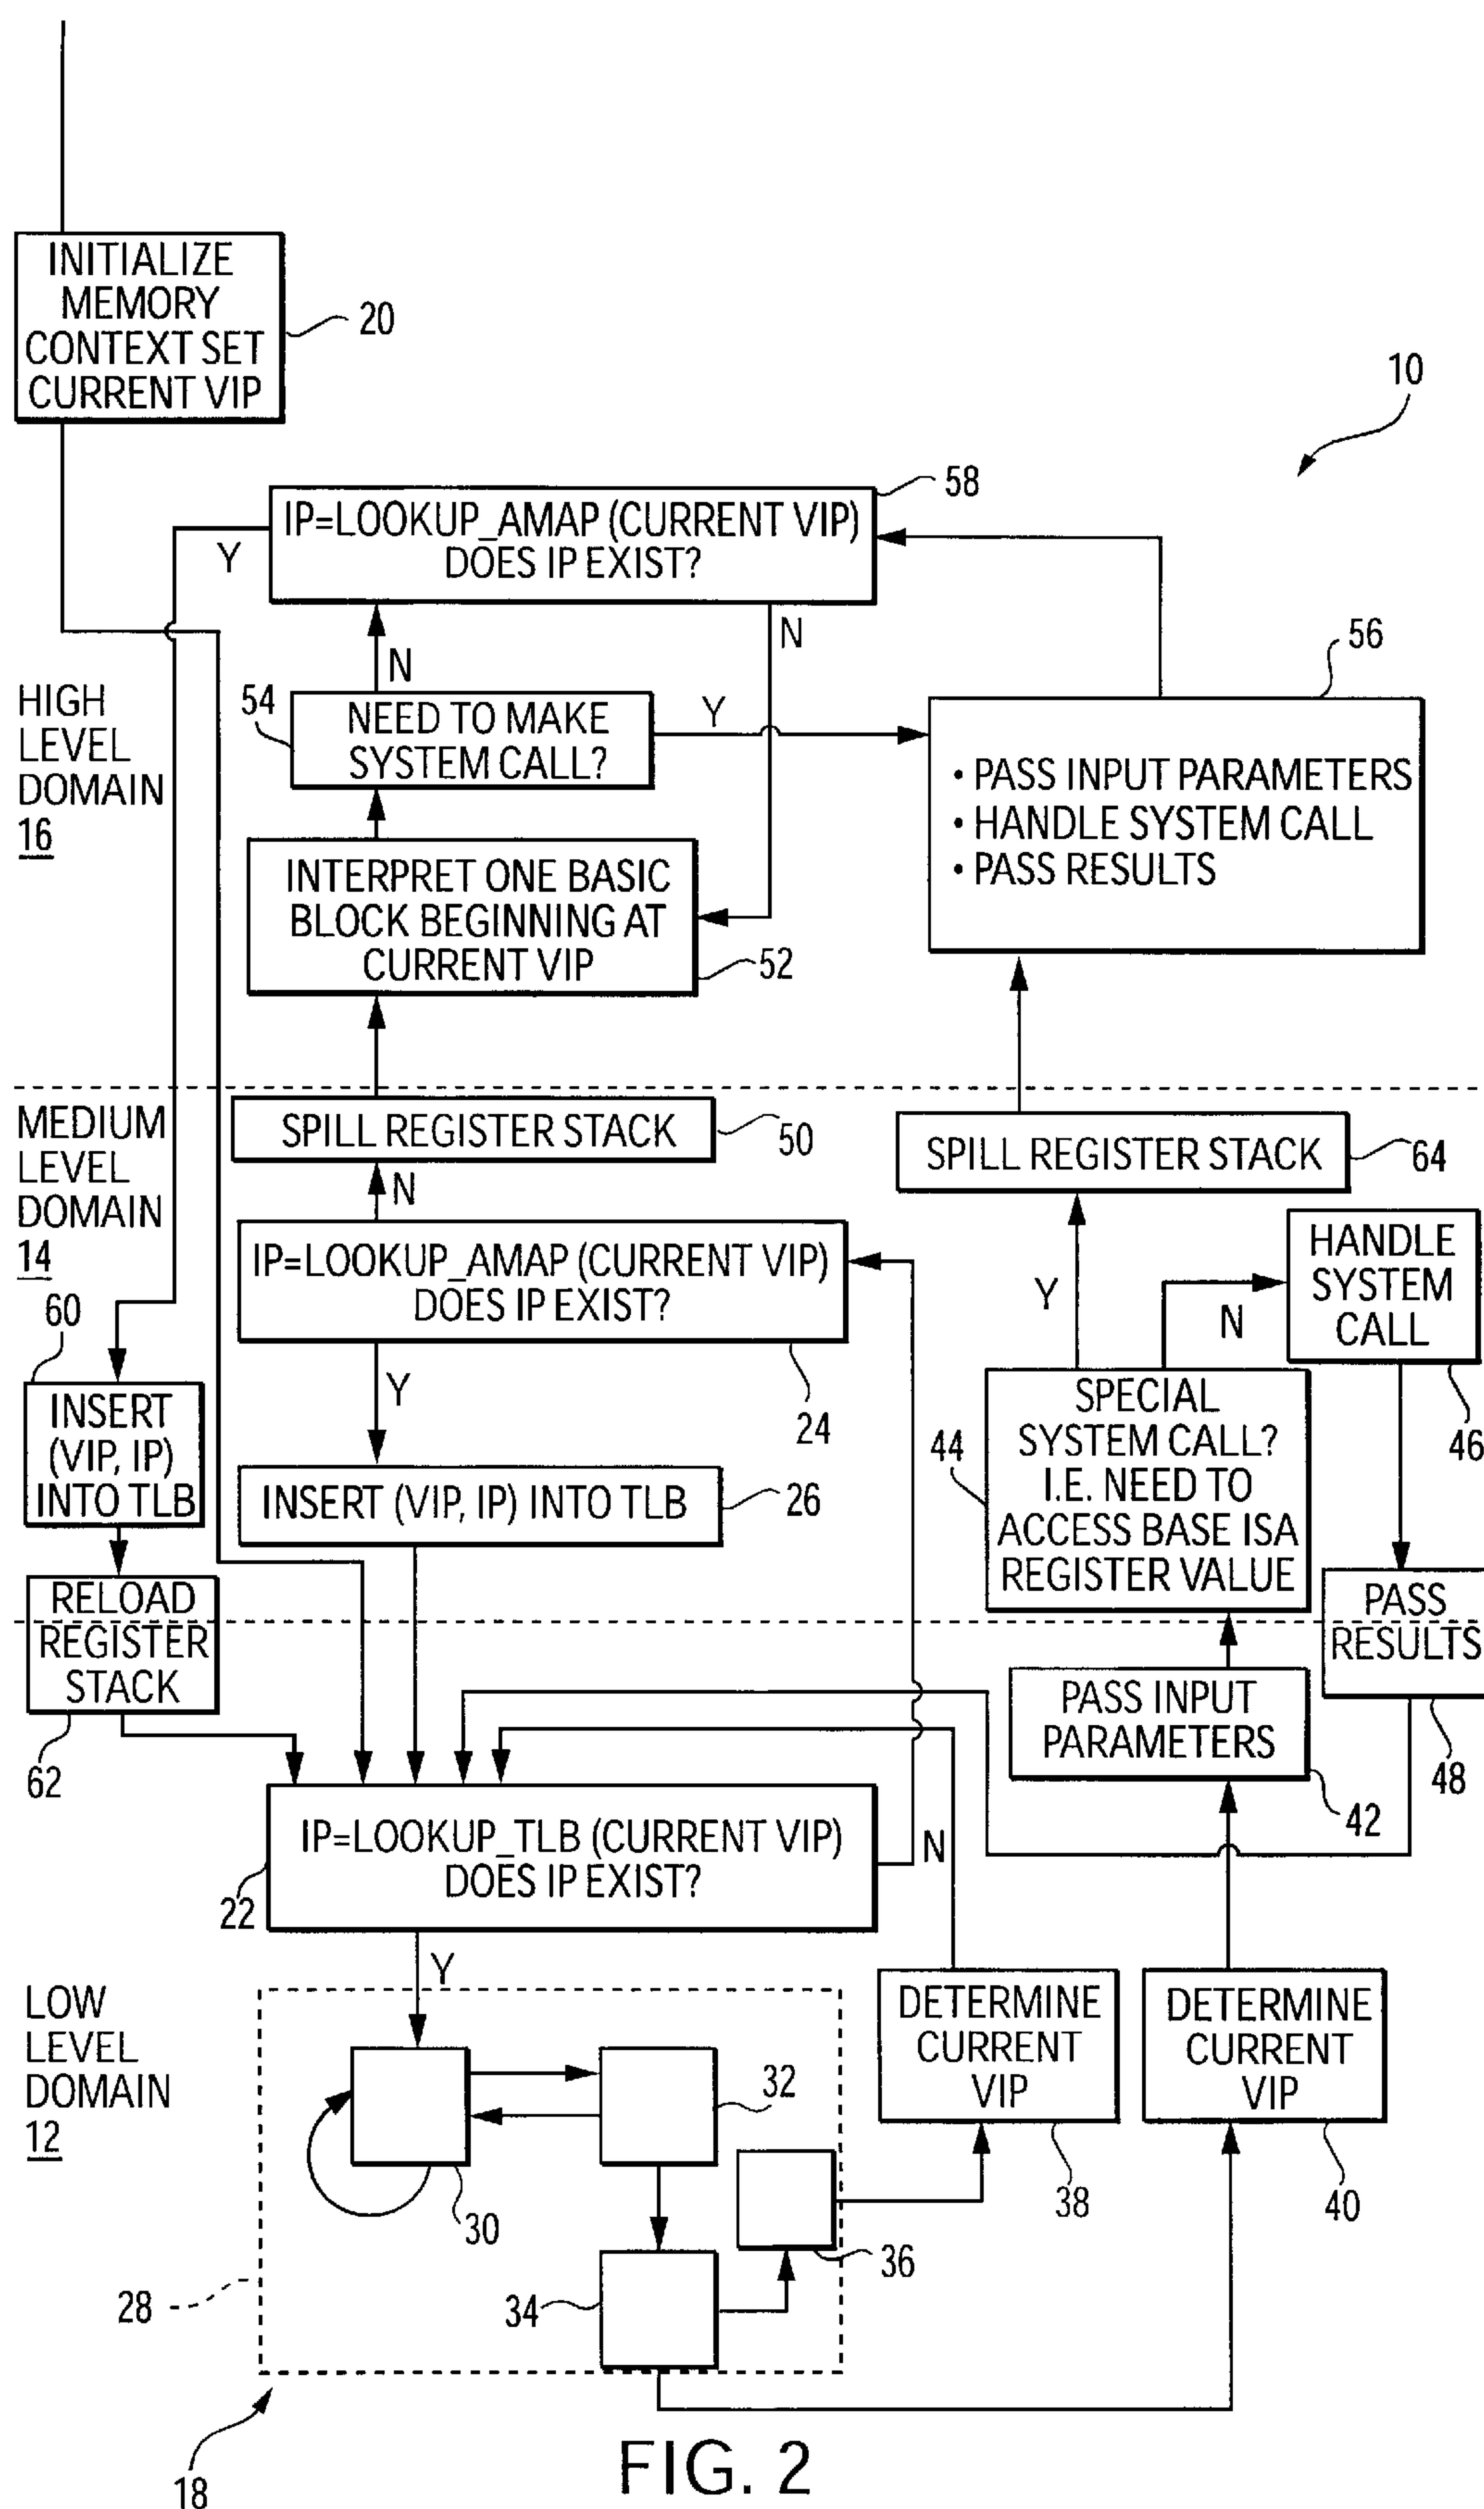 INITIALIZE
MEMORY
CONTEXT SET
CURRENT VIP
20
10
58
IP=LOOKUP_AMAP (CURRENT VIP)
DOES IP EXIST?
Y
N
N
56
HIGH
LEVEL
DOMAIN
16
54
NEED TO MAKE
SYSTEM CALL?
Y
• PASS INPUT PARAMETERS
• HANDLE SYSTEM CALL
• PASS RESULTS
INTERPRET ONE BASIC
BLOCK BEGINNING AT
CURRENT VIP
52
MEDIUM
LEVEL
DOMAIN
14
SPILL REGISTER STACK
50
SPILL REGISTER STACK
64
N
IP=LOOKUP_AMAP (CURRENT VIP)
DOES IP EXIST?
24
Y
Y
N
HANDLE
SYSTEM
CALL
46
60
INSERT
(VIP, IP)
INTO TLB
INSERT (VIP, IP) INTO TLB
26
44
SPECIAL
SYSTEM CALL?
I.E. NEED TO
ACCESS BASE ISA
REGISTER VALUE
RELOAD
REGISTER
STACK
62
PASS
RESULTS
48
PASS INPUT
PARAMETERS
42
IP=LOOKUP_TLB (CURRENT VIP)
DOES IP EXIST?
22
N
Y
LOW
LEVEL
DOMAIN
12
DETERMINE
CURRENT
VIP
38
DETERMINE
CURRENT
VIP
40
32
30
36
34
28
18
FIG. 2